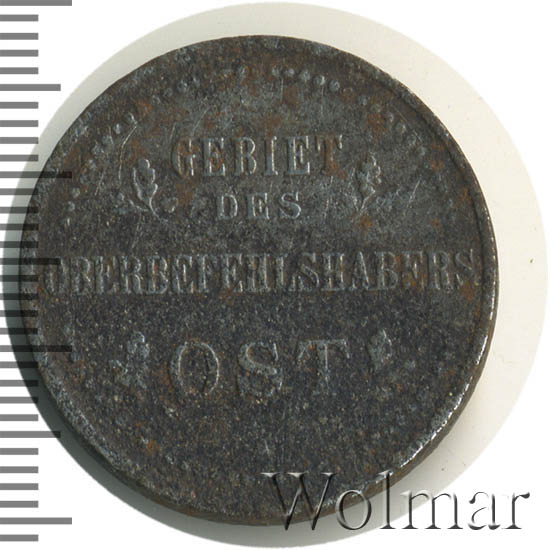 GEBIET
DES
OBERBEFEHLSHABERS
OST
Wolmar